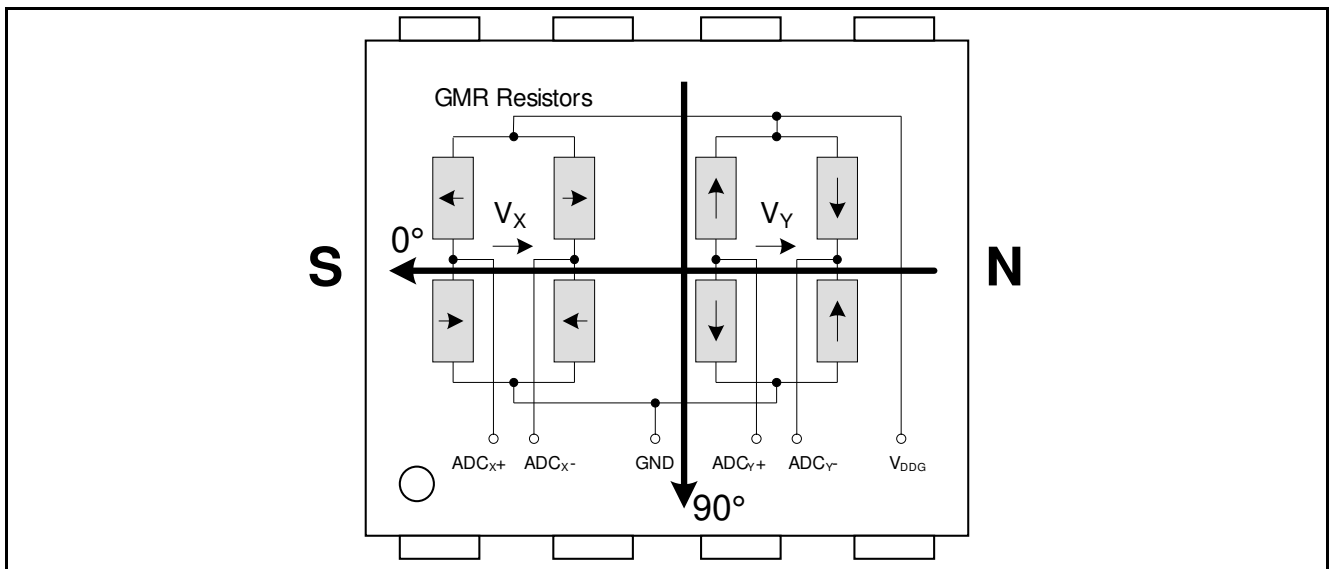 GMR Resistors
V_X
V_Y
0°
S
N
ADC_X+
ADC_X-
GND
ADC_Y+
ADC_Y-
V_DDG
90°